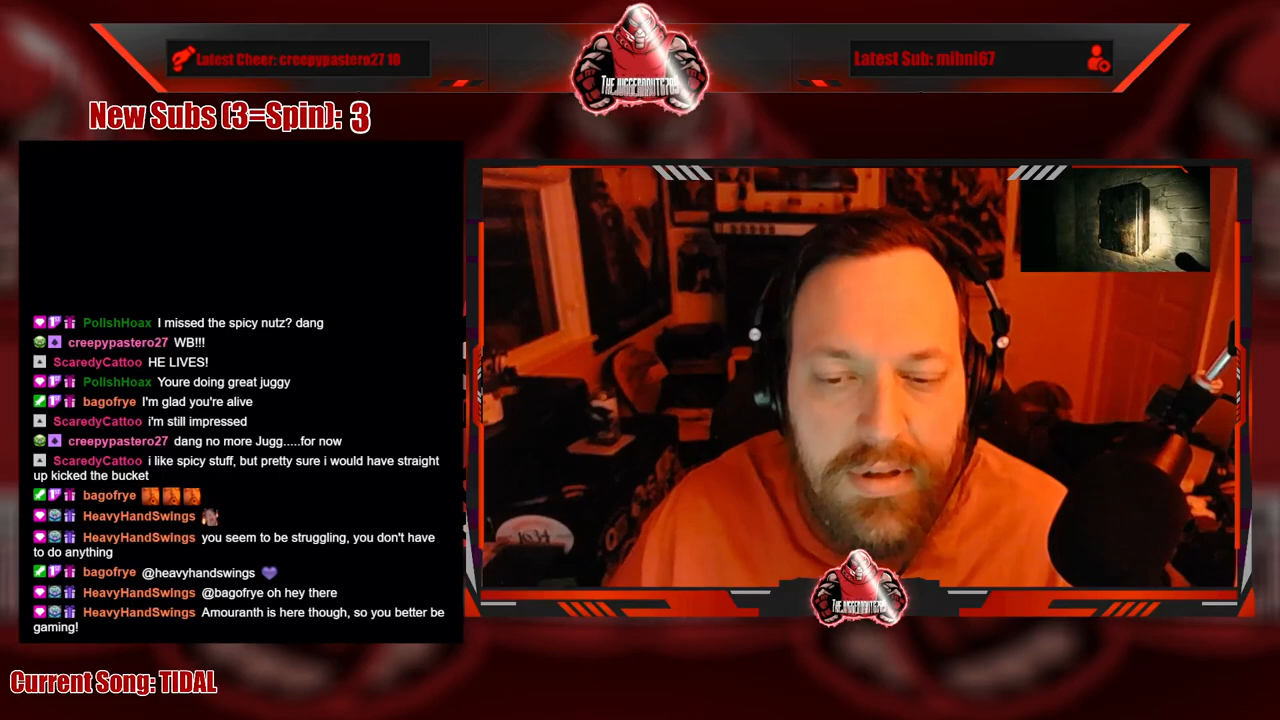 Latest Cheer: creepypastero27 10
THEJUGGERNAUT6789
Latest Sub: mihni67
New Subs (3=Spin): 3
PolishHoax I missed the spicy nutz? dang
creepypastero27 WB!!!
ScaredyCattoo HE LIVES!
PolishHoax Youre doing great juggy
bagofrye I'm glad you're alive
ScaredyCattoo i'm still impressed
creepypastero27 dang no more Jugg.....for now
ScaredyCattoo i like spicy stuff, but pretty sure i would have straight
up kicked the bucket
bagofrye
HeavyHandSwings
HeavyHandSwings you seem to be struggling, you don't have
to do anything
bagofrye @heavyhandswings
HeavyHandSwings @bagofrye oh hey there
HeavyHandSwings Amouranth is here though, so you better be
gaming!
Current Song: TIDAL